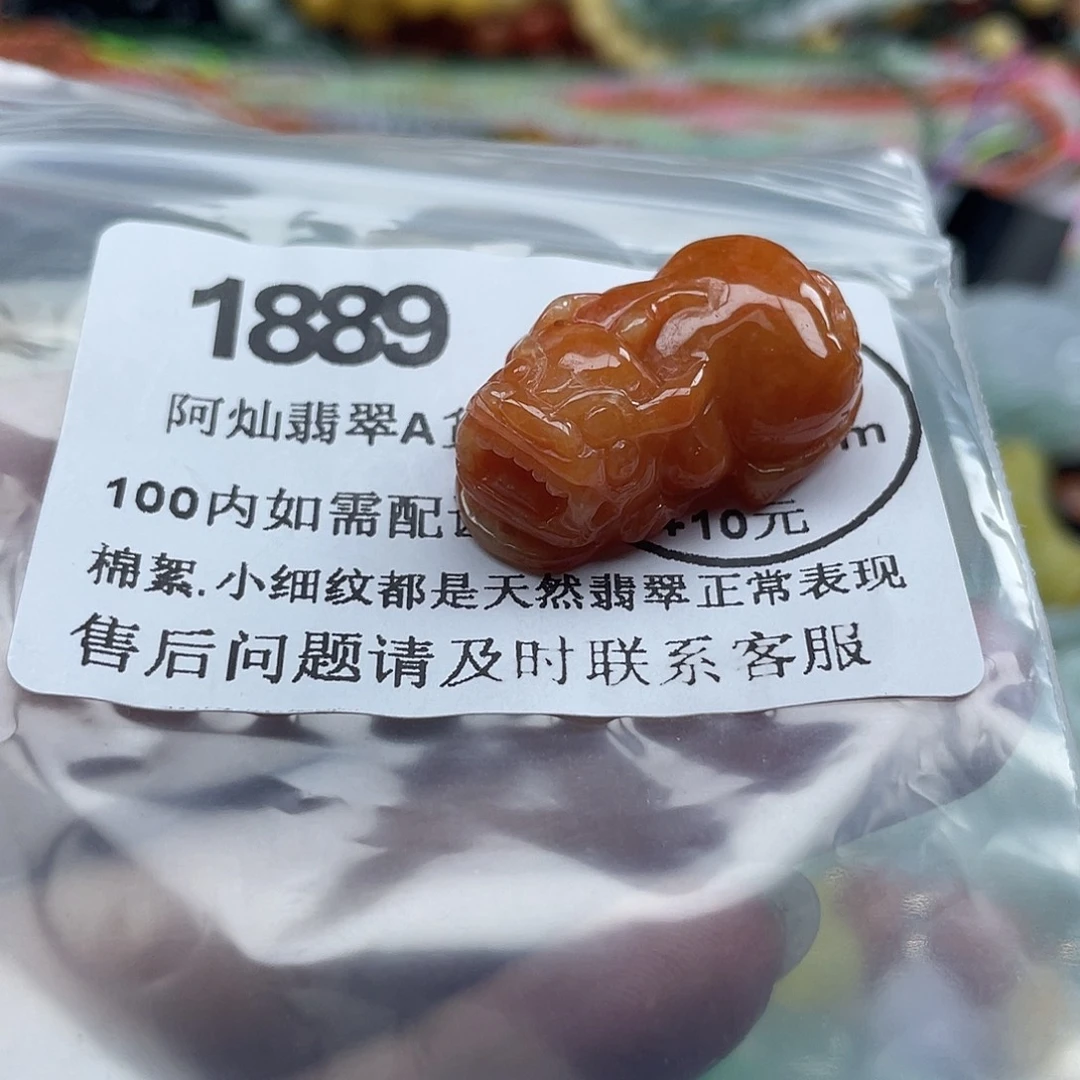 1889
阿灿翡翠A m
100内如需配 +10元
棉絮.小细纹都是天然翡翠正常表现
售后问题请及时联系客服